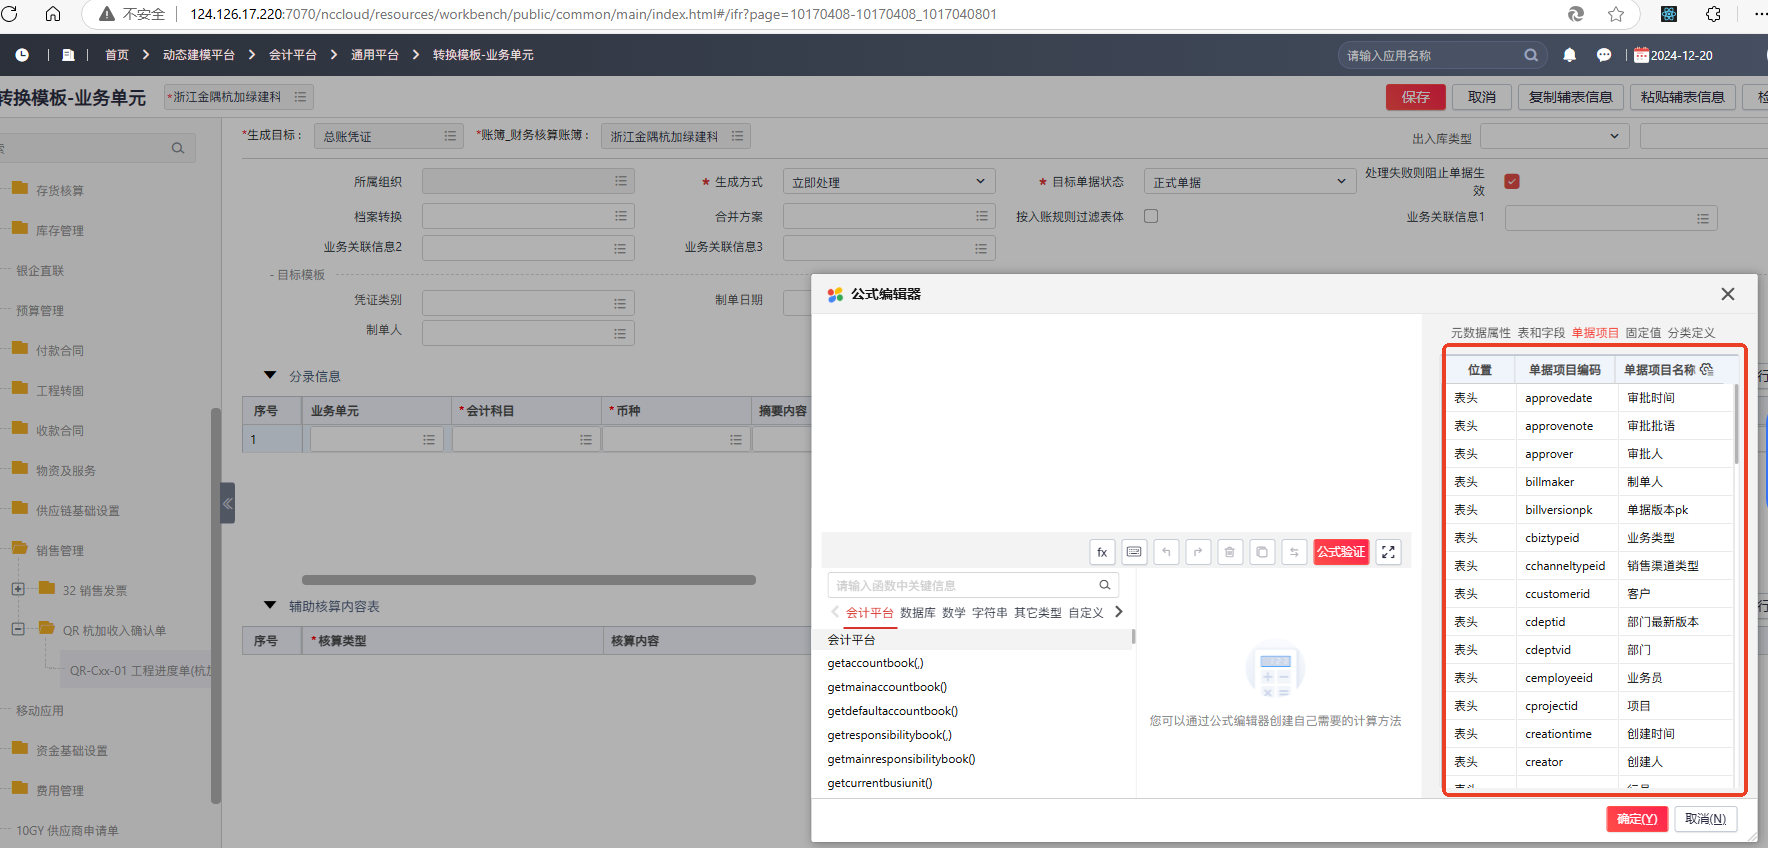 不安全 124.126.17.220:7070/nccloud/resources/workbench/public/common/main/index.html#/ifr?page=10170408-10170408_1017040801
首页 动态建模平台 会计平台 通用平台 转换模板-业务单元 请输入应用名称 2024-12-20
转换模板-业务单元 *浙江金隅杭加绿建科 保存 取消 复制辅表信息 粘贴辅表信息
*生成目标: 总账凭证 *账簿_财务核算账簿: 浙江金隅杭加绿建科 出入库类型
所属组织 * 生成方式 立即处理 * 目标单据状态 正式单据 处理失败则阻止单据生效
档案转换 合并方案 按入账规则过滤表体 业务关联信息1
业务关联信息2 业务关联信息3
- 目标模板
凭证类别 制单日期
制单人
分录信息
序号 业务单元 *会计科目 *币种 摘要内容
1
辅助核算内容表
序号 *核算类型 核算内容
存货核算
库存管理
银企直联
预算管理
付款合同
工程转固
收款合同
物资及服务
供应链基础设置
销售管理
32 销售发票
QR 杭加收入确认单
QR-Cxx-01 工程进度单(杭加
移动应用
资金基础设置
费用管理
10GY 供应商申请单
公式编辑器
元数据属性 表和字段 单据项目 固定值 分类定义
位置 单据项目编码 单据项目名称
表头 approvedate 审批时间
表头 approvenote 审批批语
表头 approver 审批人
表头 billmaker 制单人
表头 billversionpk 单据版本pk
表头 cbiztypeid 业务类型
表头 cchanneltypeid 销售渠道类型
表头 ccustomerid 客户
表头 cdeptid 部门最新版本
表头 cdeptvid 部门
表头 cemployeeid 业务员
表头 cprojectid 项目
表头 creationtime 创建时间
表头 creator 创建人
fx 公式验证
请输入函数中关键信息
会计平台 数据库 数学 字符串 其它类型 自定义
会计平台
getaccountbook(,)
getmainaccountbook()
getdefaultaccountbook()
getresponsibilitybook(,)
getmainresponsibilitybook()
getcurrentbusiunit()
您可以通过公式编辑器创建自己需要的计算方法
确定(Y) 取消(N)